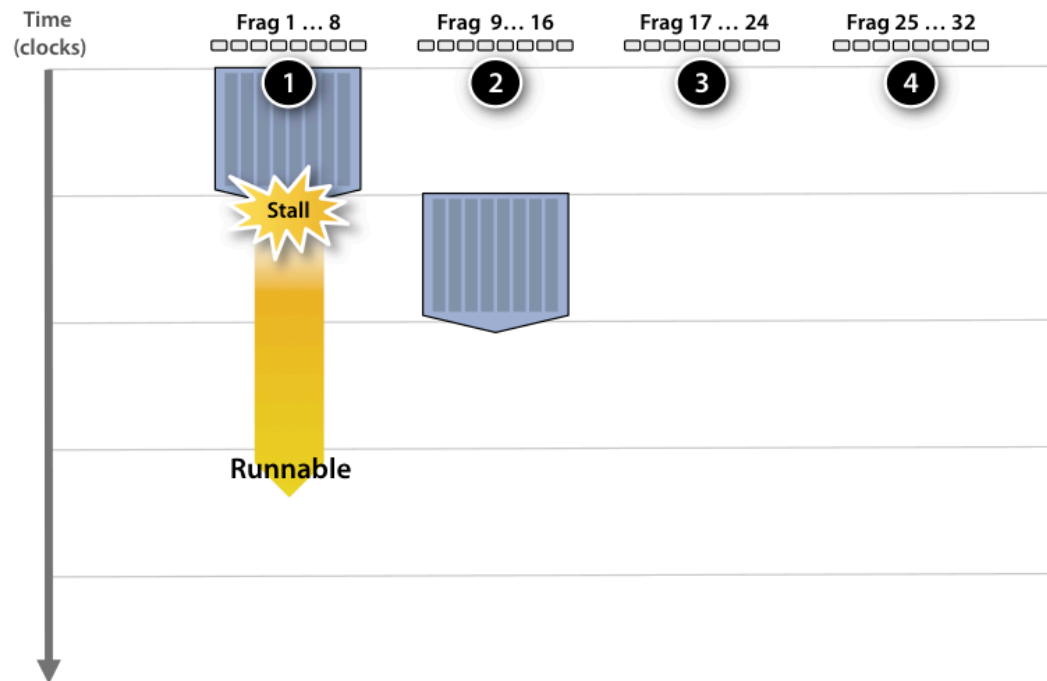 Time
(clocks)
Frag 1 … 8
Frag 9… 16
Frag 17 … 24
Frag 25 … 32
1
2
3
4
Stall
Runnable